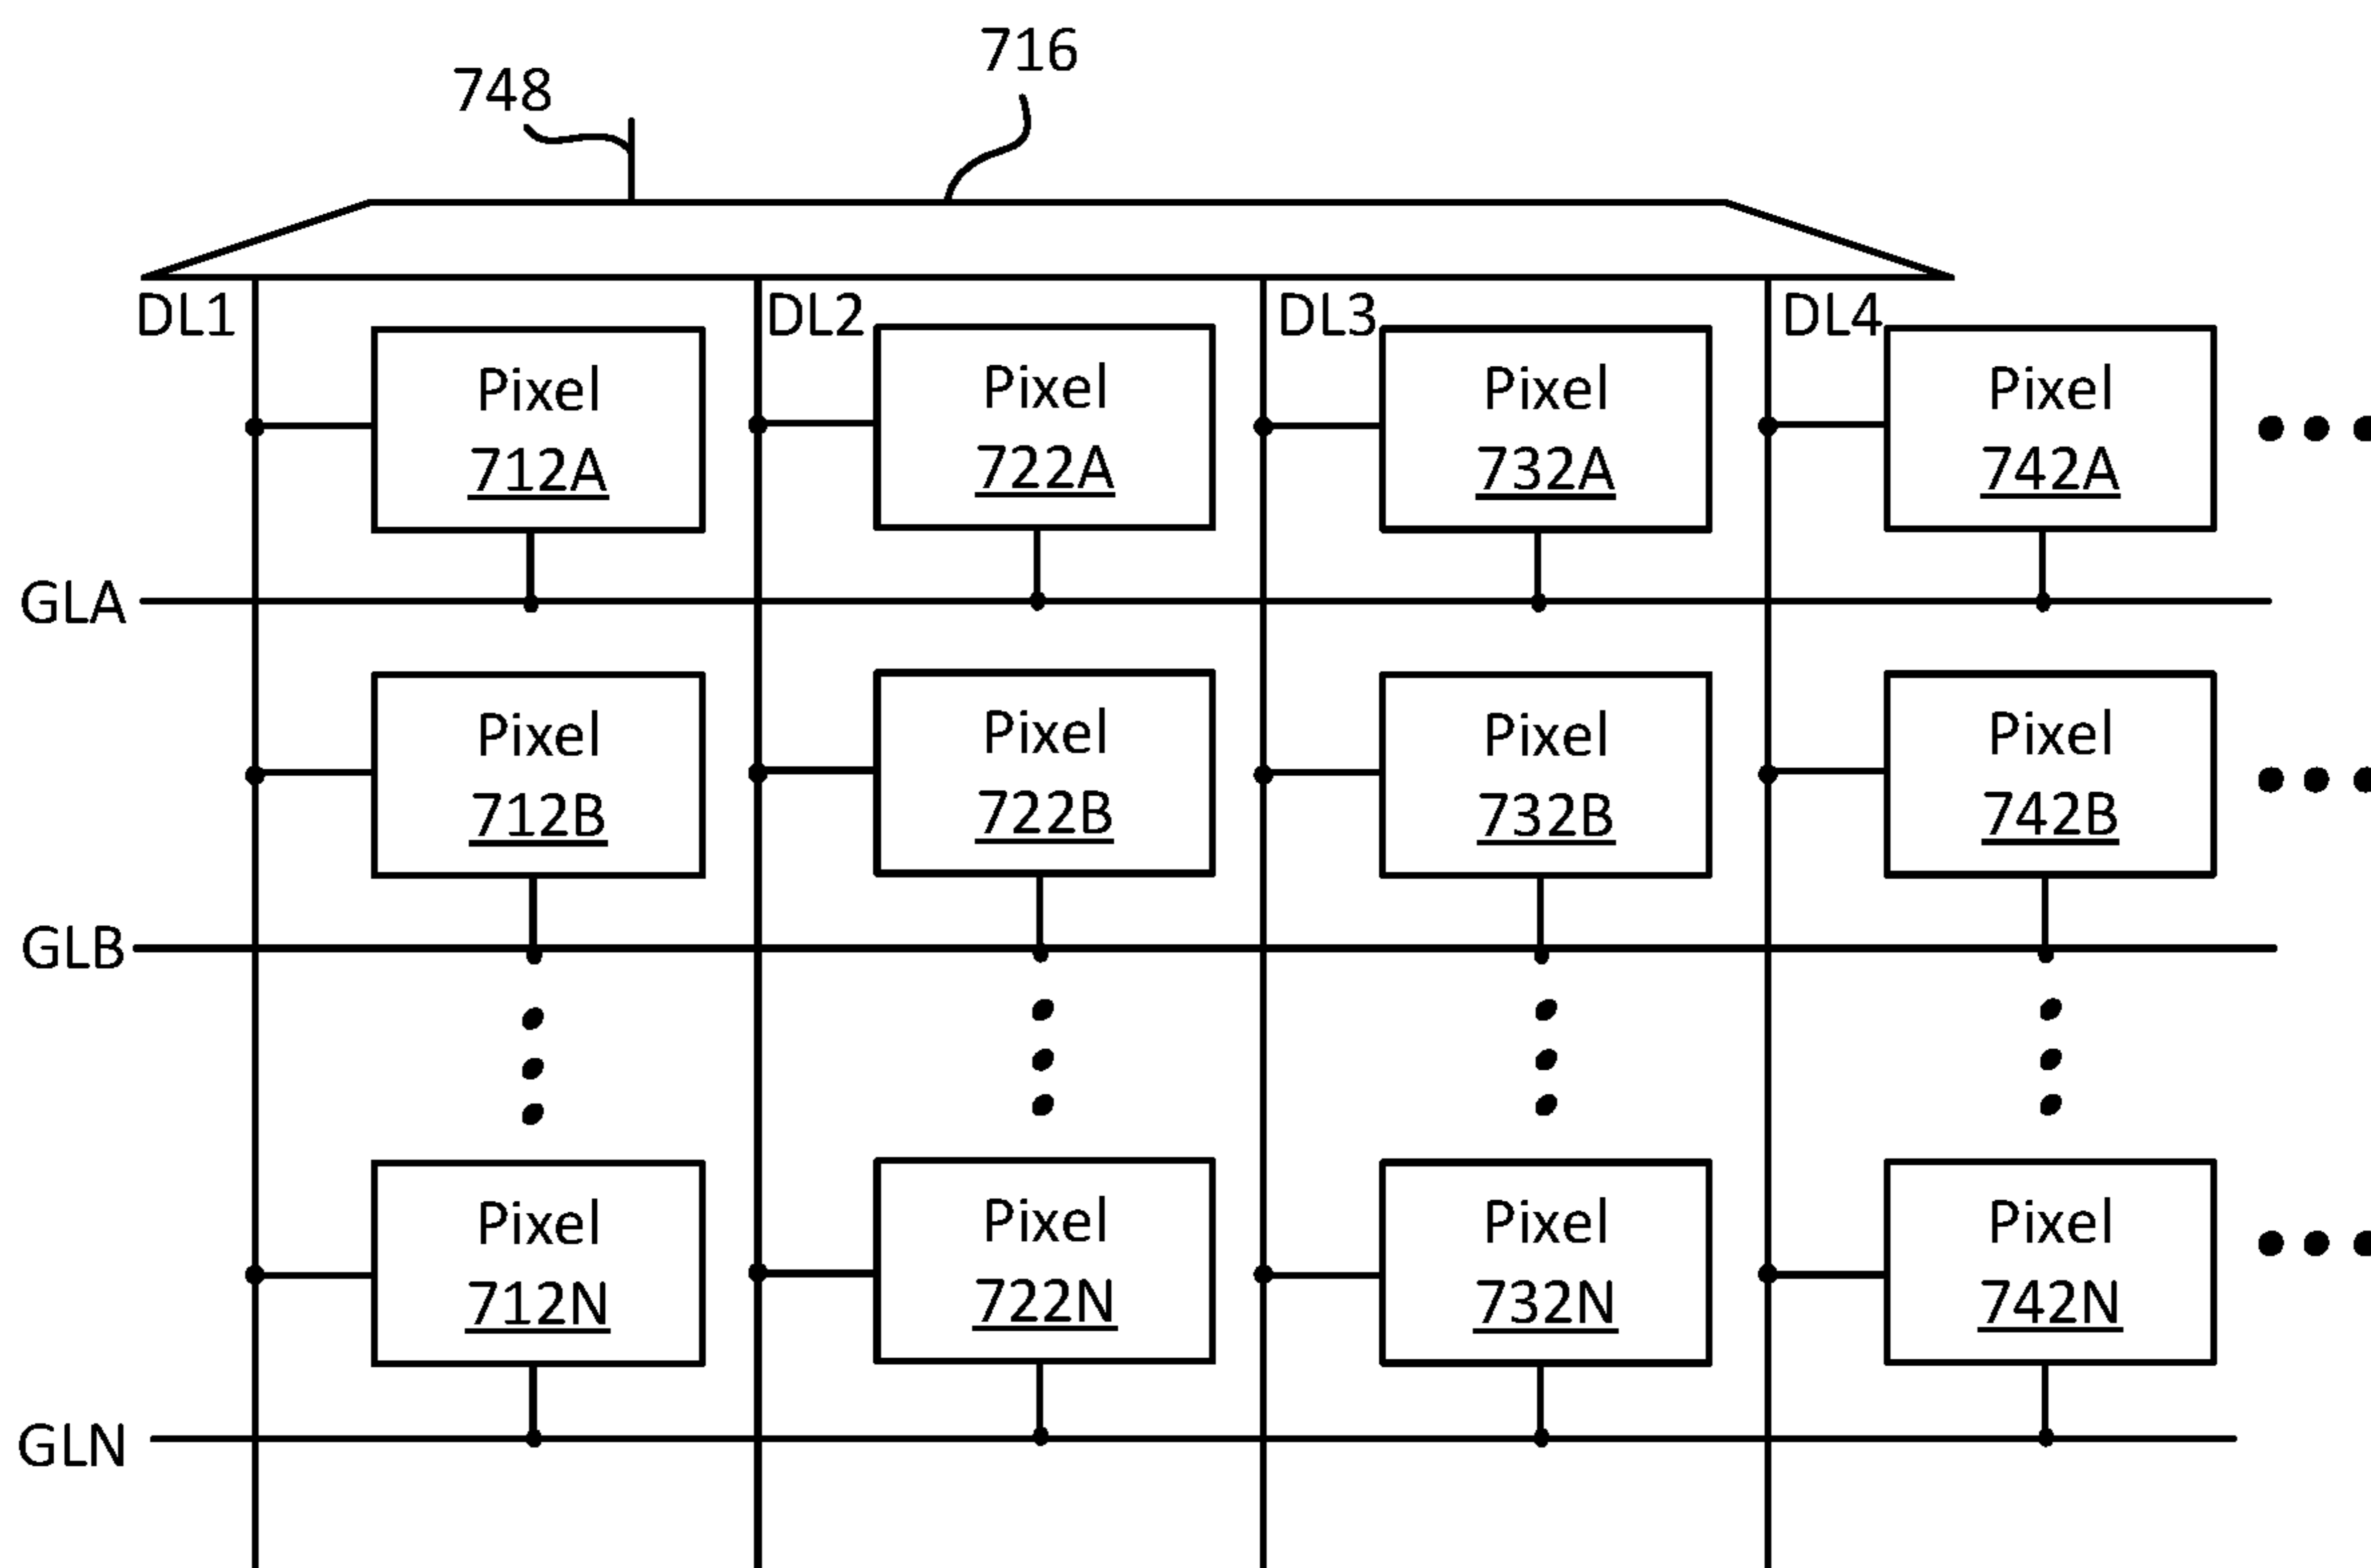 716
748
DL1
DL2
DL3
DL4
Pixel
712A
Pixel
722A
Pixel
732A
Pixel
742A
GLA
Pixel
712B
Pixel
722B
Pixel
732B
Pixel
742B
GLB
Pixel
712N
Pixel
722N
Pixel
732N
Pixel
742N
GLN